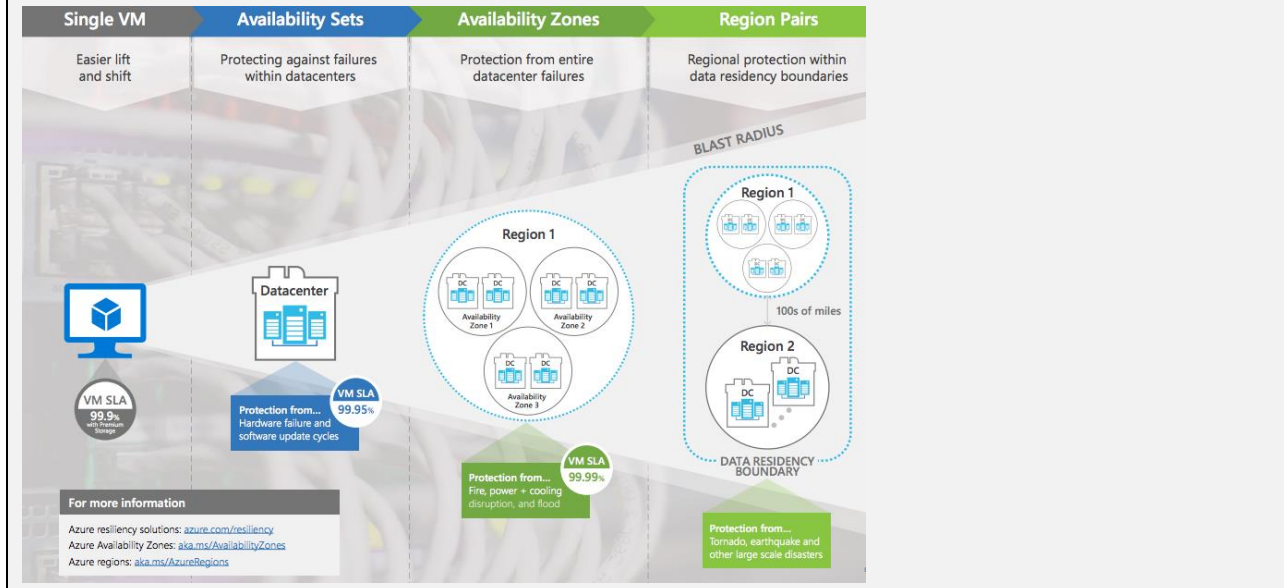 Single VM
Availability Sets
Availability Zones
Region Pairs
Easier lift
and shift
Protecting against failures
within datacenters
Protection from entire
datacenter failures
Regional protection within
data residency boundaries
BLAST RADIUS
VM SLA
99.9%
with Premium
Storage
Datacenter
VM SLA
99.95%
Protection from...
Hardware failure and
software update cycles
Region 1
DC
DC
Availability
Zone 1
DC
DC
Availability
Zone 2
DC
DC
Availability
Zone 3
VM SLA
99.99%
Protection from...
Fire, power + cooling
disruption, and flood
Region 1
100s of miles
Region 2
DC
DC
DATA RESIDENCY
BOUNDARY
Protection from...
Tornado, earthquake and
other large scale disasters
For more information
Azure resiliency solutions: azure.com/resiliency
Azure Availability Zones: aka.ms/AvailabilityZones
Azure regions: aka.ms/AzureRegions